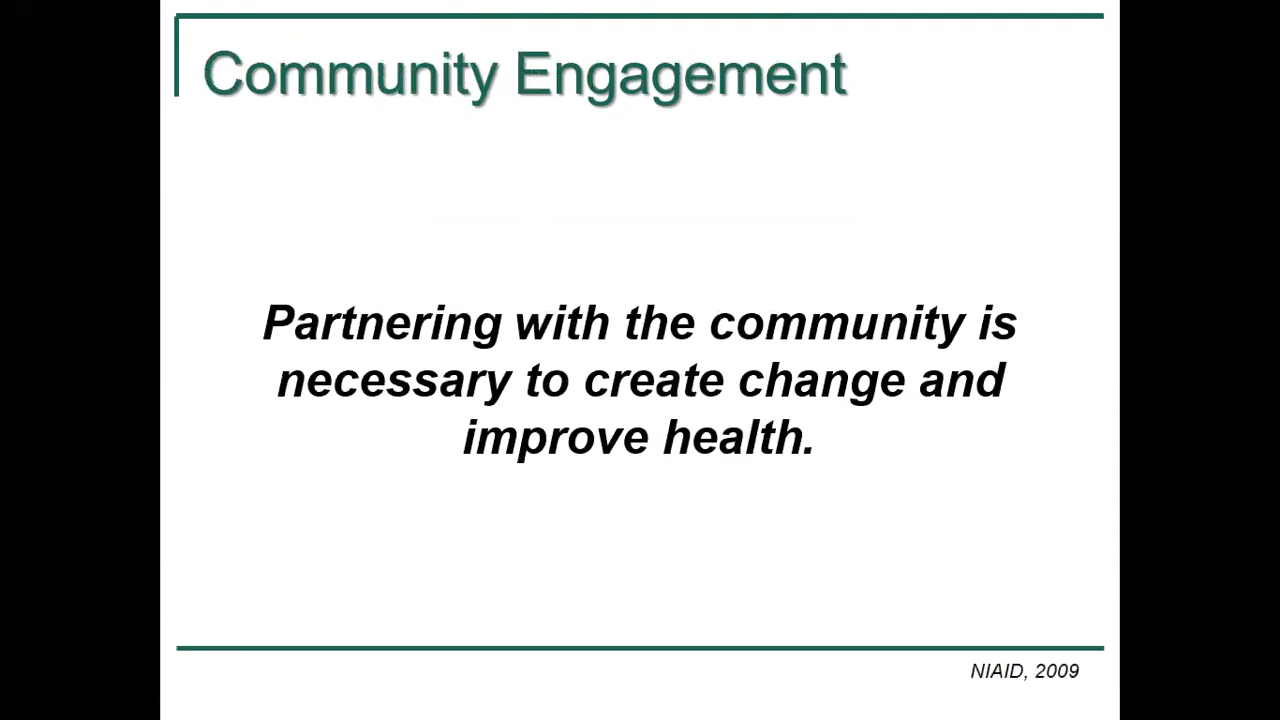 Community Engagement
Partnering with the community is
necessary to create change and
improve health.
NIAID, 2009